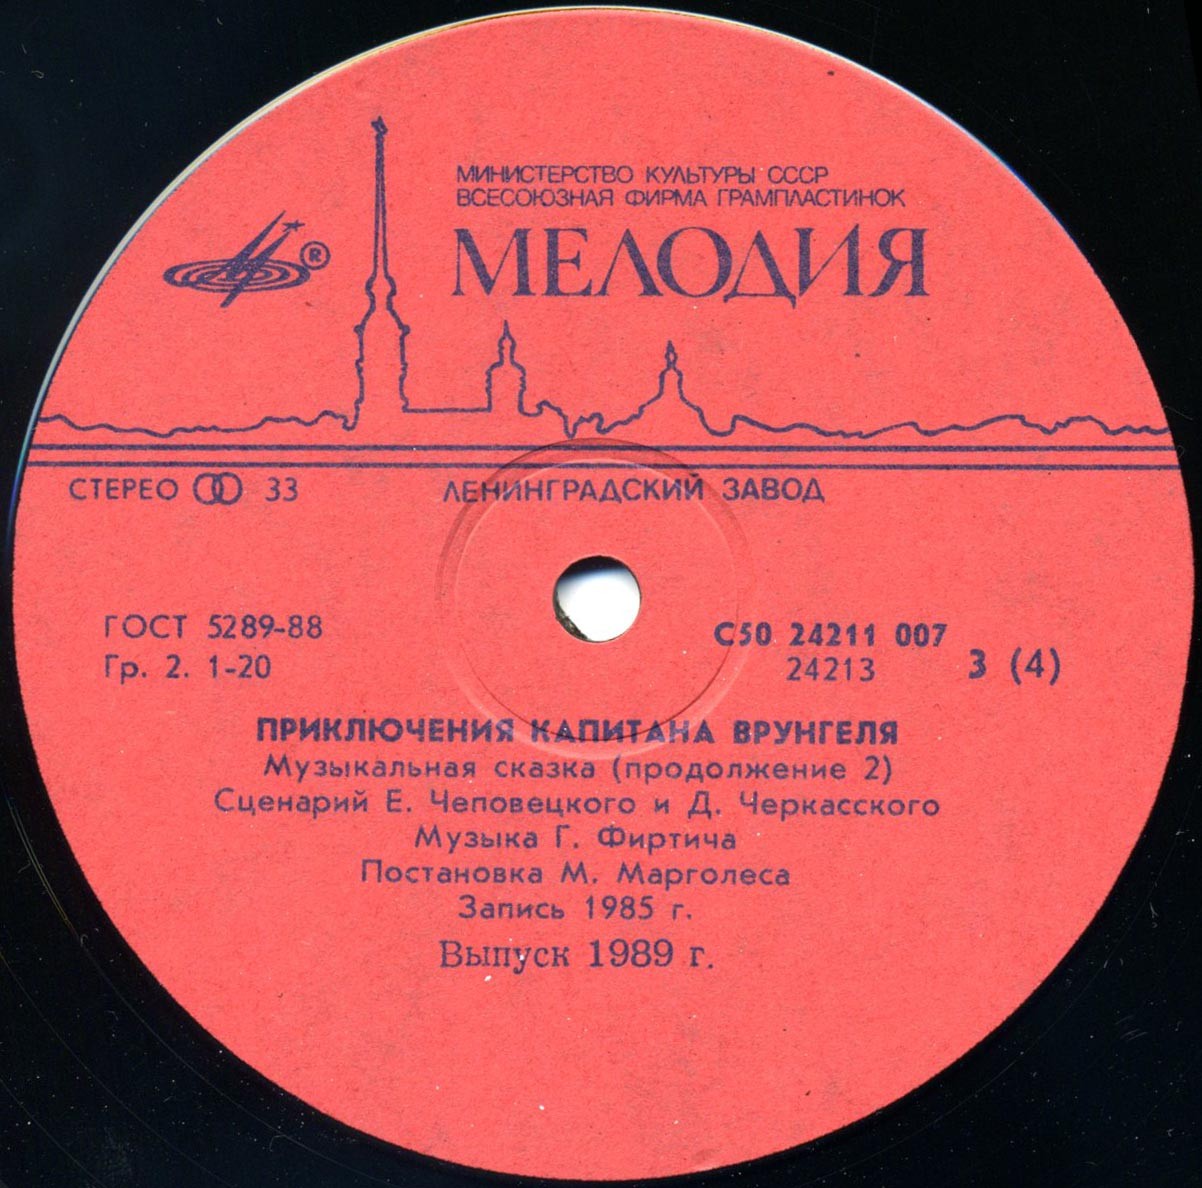 МИНИСТЕРСТВО КУЛЬТУРЫ СССР
ВСЕСОЮЗНАЯ ФИРМА ГРАМПЛАСТИНОК
МЕЛОДИЯ
®
СТЕРЕО 33
ЛЕНИНГРАДСКИЙ ЗАВОД
ГОСТ 5289-88
Гр. 2. 1-20
С50 24211 007
24213
3 (4)
ПРИКЛЮЧЕНИЯ КАПИТАНА ВРУНГЕЛЯ
Музыкальная сказка (продолжение 2)
Сценарий Е. Чеповецкого и Д. Черкасского
Музыка Г. Фиртича
Постановка М. Марголеса
Запись 1985 г.
Выпуск 1989 г.